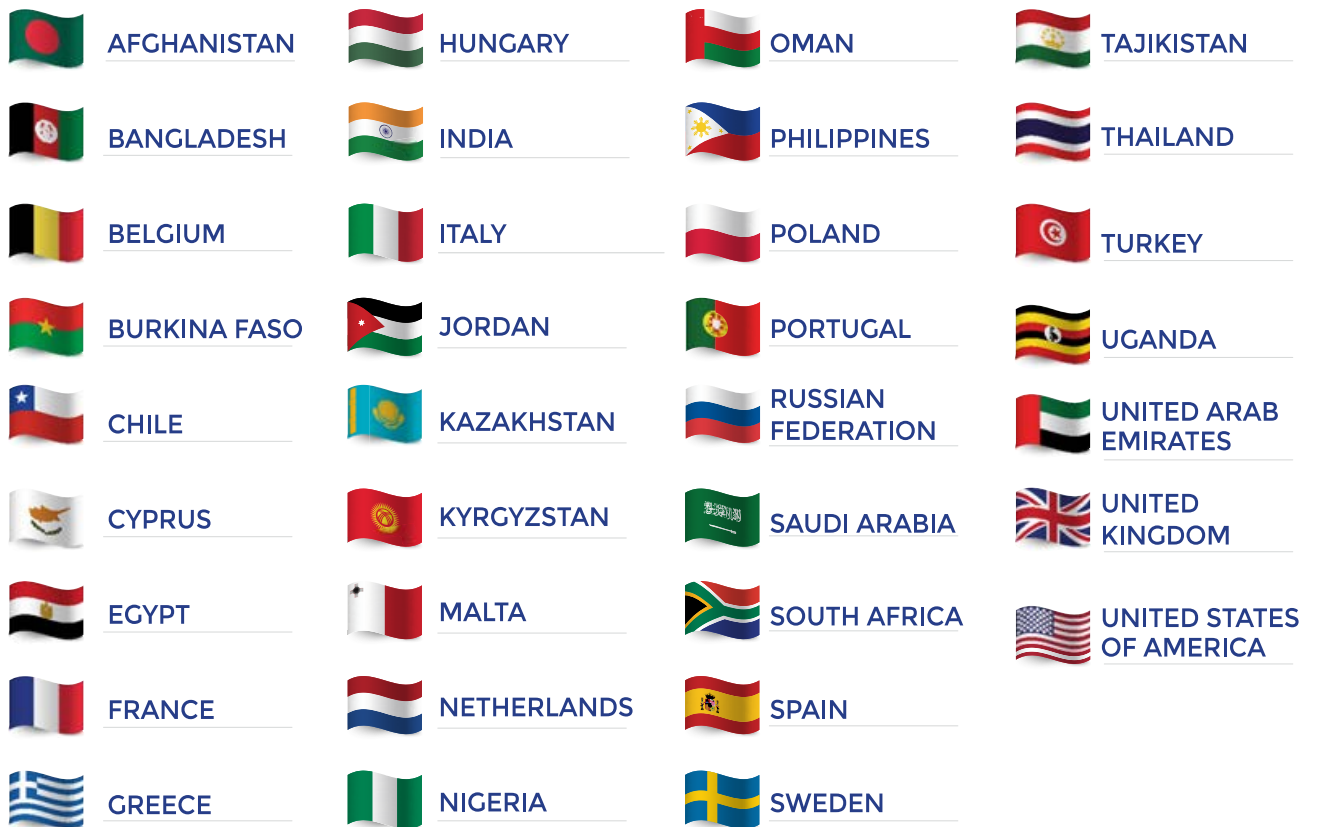 AFGHANISTAN
BANGLADESH
BELGIUM
BURKINA FASO
CHILE
CYPRUS
EGYPT
FRANCE
GREECE
HUNGARY
INDIA
ITALY
JORDAN
KAZAKHSTAN
KYRGYZSTAN
MALTA
NETHERLANDS
NIGERIA
OMAN
PHILIPPINES
POLAND
PORTUGAL
RUSSIAN
FEDERATION
SAUDI ARABIA
SOUTH AFRICA
SPAIN
SWEDEN
TAJIKISTAN
THAILAND
TURKEY
UGANDA
UNITED ARAB
EMIRATES
UNITED
KINGDOM
UNITED STATES
OF AMERICA